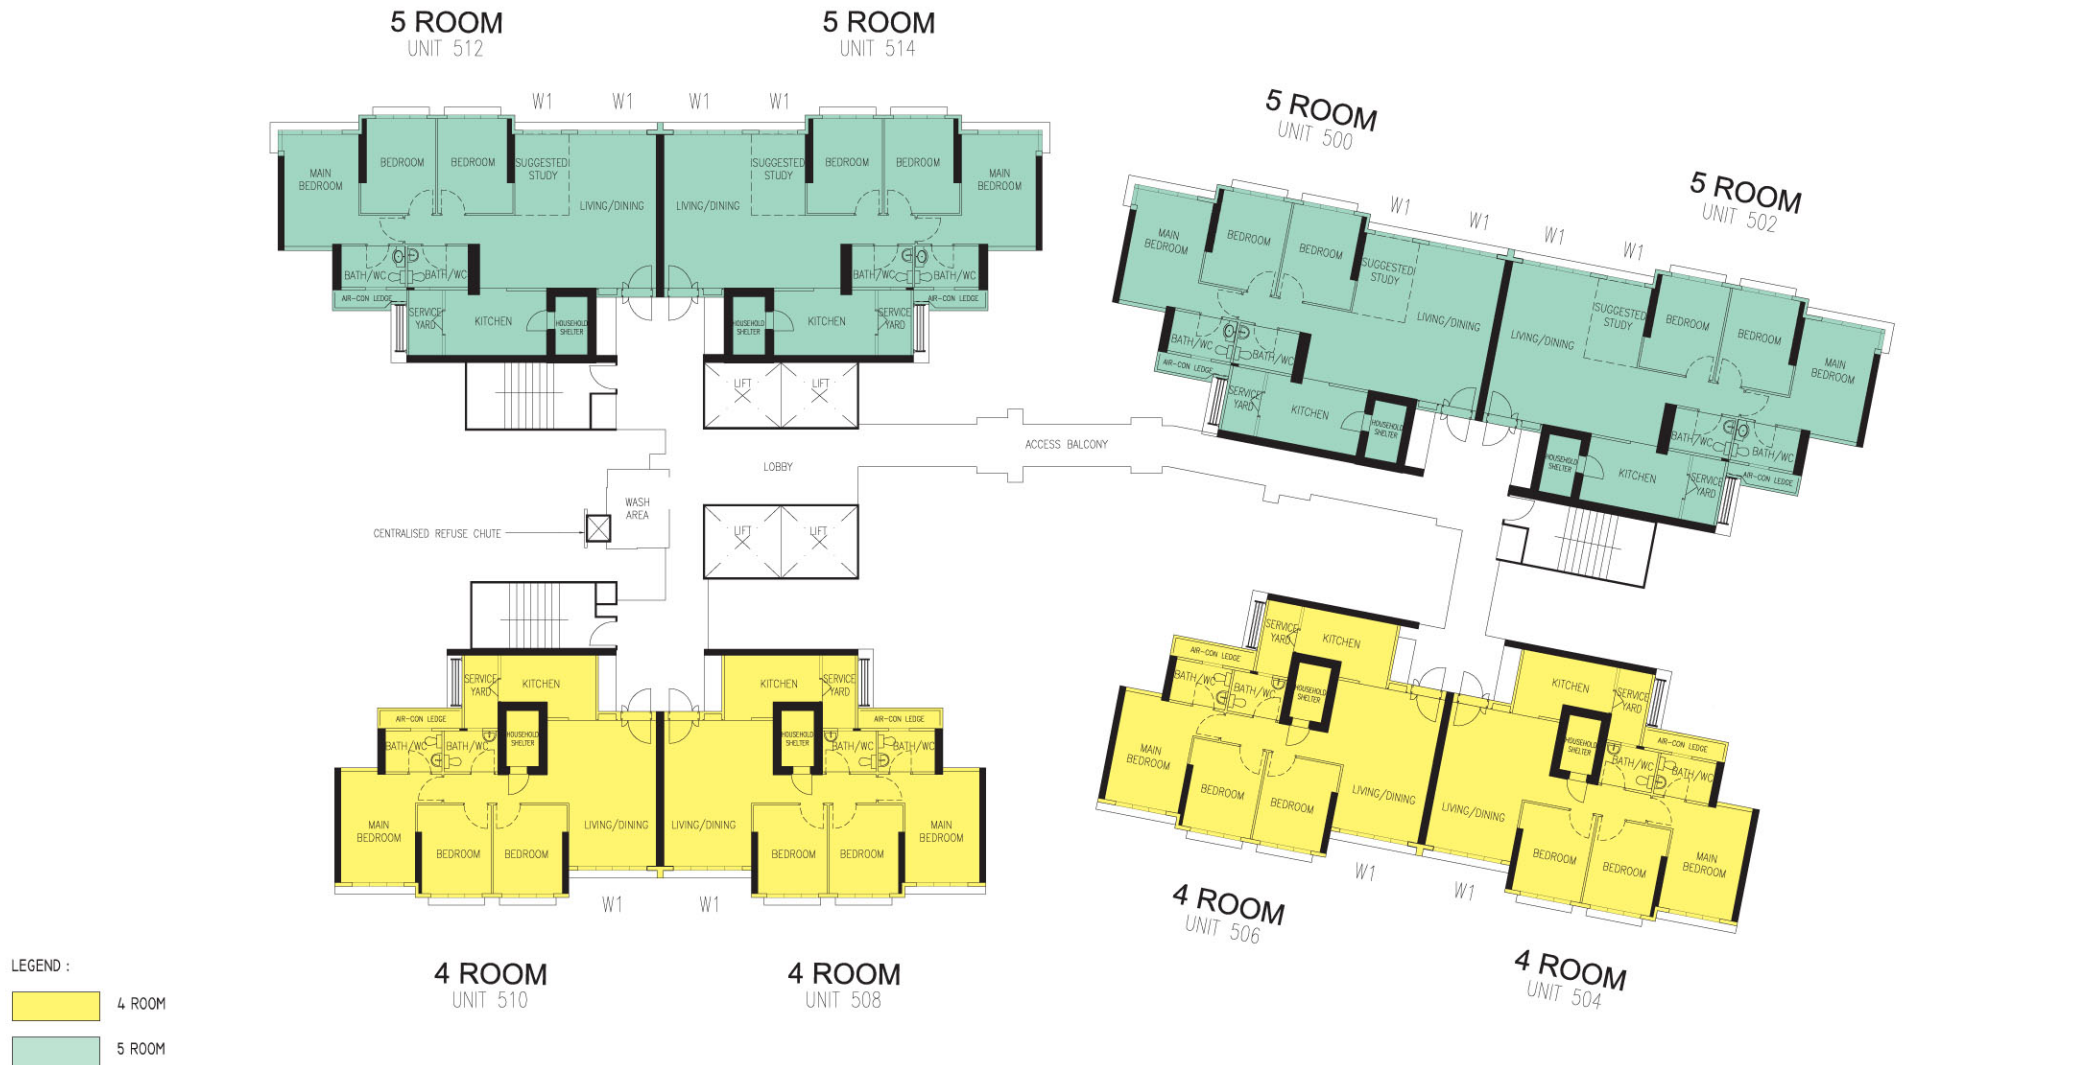 5 ROOM
UNIT 512
5 ROOM
UNIT 514
5 ROOM
UNIT 500
5 ROOM
UNIT 502
W1
W1
W1
W1
MAIN
BEDROOM
BEDROOM
BEDROOM
SUGGESTED
STUDY
LIVING/DINING
BATH/WC
BATH/WC
AIR-CON LEDGE
SERVICE
YARD
KITCHEN
HOUSEHOLD
SHELTER
LIVING/DINING
SUGGESTED
STUDY
BEDROOM
BEDROOM
MAIN
BEDROOM
BATH/WC
BATH/WC
AIR-CON LEDGE
HOUSEHOLD
SHELTER
KITCHEN
SERVICE
YARD
W1
W1
W1
W1
MAIN
BEDROOM
BEDROOM
BEDROOM
SUGGESTED
STUDY
LIVING/DINING
BATH/WC
BATH/WC
AIR-CON LEDGE
SERVICE
YARD
KITCHEN
HOUSEHOLD
SHELTER
LIVING/DINING
SUGGESTED
STUDY
BEDROOM
BEDROOM
MAIN
BEDROOM
BATH/WC
BATH/WC
AIR-CON LEDGE
HOUSEHOLD
SHELTER
KITCHEN
SERVICE
YARD
LIFT
LIFT
ACCESS BALCONY
LOBBY
WASH
AREA
CENTRALISED REFUSE CHUTE
LIFT
LIFT
SERVICE
YARD
KITCHEN
AIR-CON LEDGE
BATH/WC
BATH/WC
HOUSEHOLD
SHELTER
MAIN
BEDROOM
BEDROOM
BEDROOM
LIVING/DINING
KITCHEN
SERVICE
YARD
AIR-CON LEDGE
HOUSEHOLD
SHELTER
BATH/WC
BATH/WC
LIVING/DINING
BEDROOM
BEDROOM
MAIN
BEDROOM
W1
W1
SERVICE
YARD
KITCHEN
AIR-CON LEDGE
BATH/WC
BATH/WC
HOUSEHOLD
SHELTER
MAIN
BEDROOM
BEDROOM
BEDROOM
LIVING/DINING
KITCHEN
SERVICE
YARD
AIR-CON LEDGE
HOUSEHOLD
SHELTER
BATH/WC
BATH/WC
LIVING/DINING
BEDROOM
BEDROOM
MAIN
BEDROOM
W1
W1
4 ROOM
UNIT 510
4 ROOM
UNIT 508
4 ROOM
UNIT 506
4 ROOM
UNIT 504
LEGEND :
4 ROOM
5 ROOM